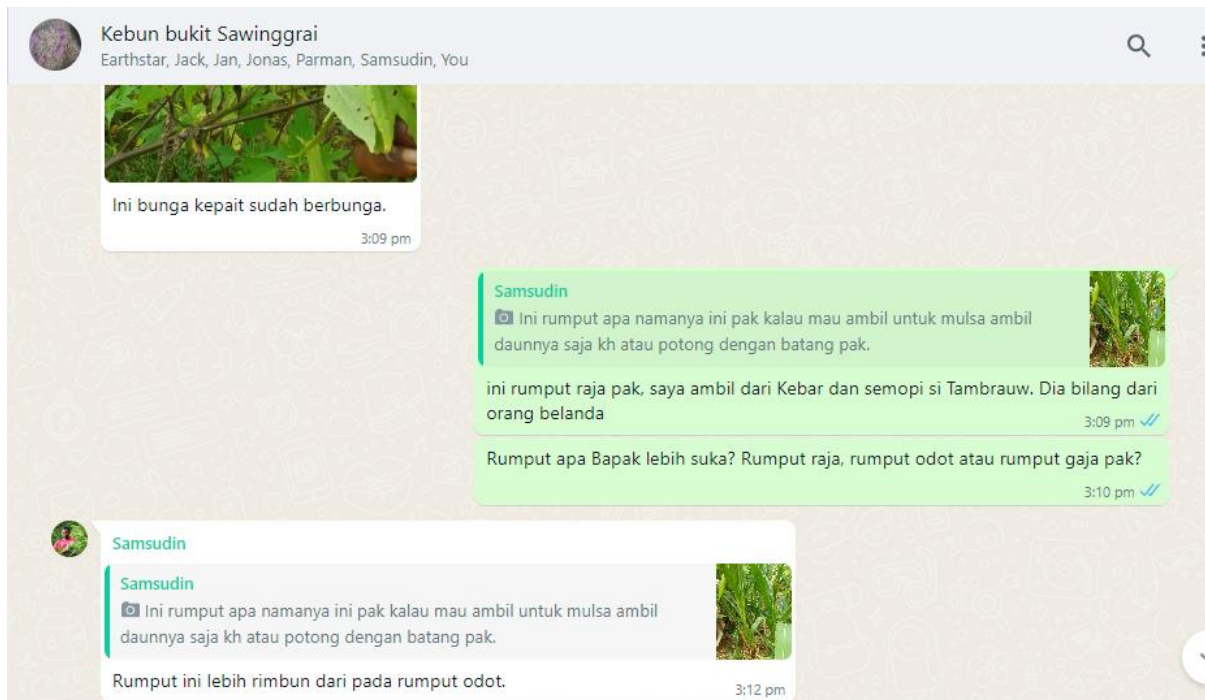 Kebun bukit Sawinggrai
Earthstar, Jack, Jan, Jonas, Parman, Samsudin, You
Ini bunga kepait sudah berbunga.
3:09 pm
Samsudin
Ini rumput apa namanya ini pak kalau mau ambil untuk mulsa ambil
daunnya saja kh atau potong dengan batang pak.
ini rumput raja pak, saya ambil dari Kebar dan semopi si Tambrauw. Dia bilang dari
orang belanda
3:09 pm
Rumput apa Bapak lebih suka? Rumput raja, rumput odot atau rumput gaja pak?
3:10 pm
Samsudin
Samsudin
Ini rumput apa namanya ini pak kalau mau ambil untuk mulsa ambil
daunnya saja kh atau potong dengan batang pak.
Rumput ini lebih rimbun dari pada rumput odot.
3:12 pm